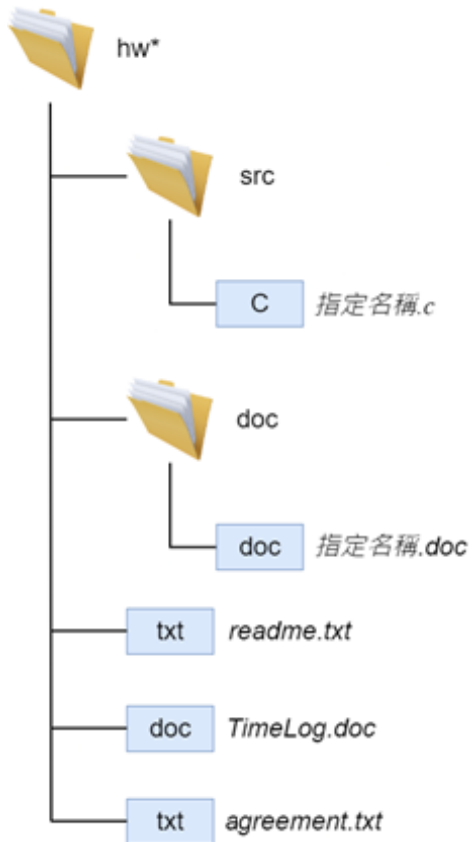 hw*
src
C 指定名稱.c
doc
doc 指定名稱.doc
txt readme.txt
doc TimeLog.doc
txt agreement.txt